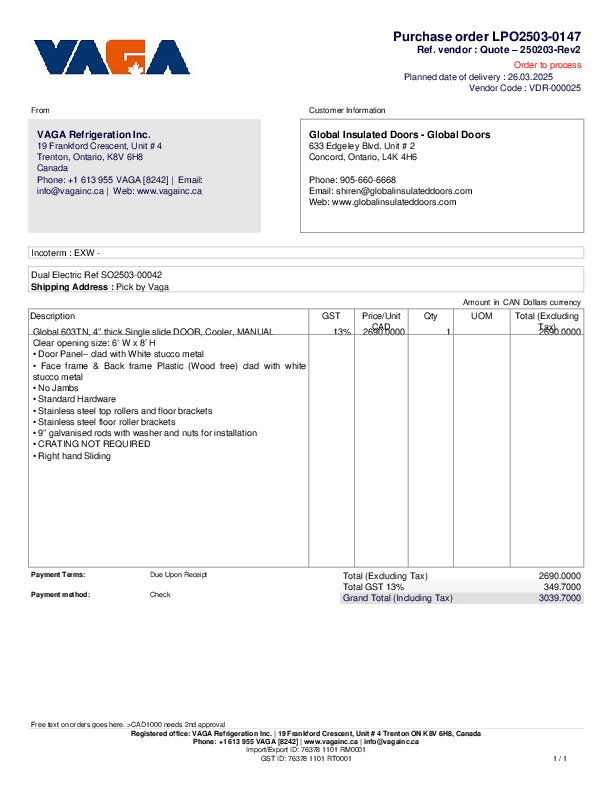 VAGA
Purchase order LPO2503-0147
Ref. vendor : Quote – 250203-Rev2
Order to process
Planned date of delivery : 26.03.2025
Vendor Code : VDR-000025
From
Customer Information
VAGA Refrigeration Inc.
19 Frankford Crescent, Unit # 4
Trenton, Ontario, K8V 6H8
Canada
Phone: +1 613 955 VAGA [8242] | Email:
info@vagainc.ca | Web: www.vagainc.ca
Global Insulated Doors - Global Doors
633 Edgeley Blvd. Unit # 2
Concord, Ontario, L4K 4H6
Phone: 905-660-6668
Email: shiren@globalinsulateddoors.com
Web: www.globalinsulateddoors.com
Incoterm : EXW -
Dual Electric Ref SO2503-00042
Shipping Address : Pick by Vaga
Amount in CAN Dollars currency
Description GST Price/Unit CAD Qty UOM Total (Excluding Tax)
Global 603TN, 4" thick Single slide DOOR, Cooler, MANUAL 13% 2690.0000 1 2690.0000
Clear opening size: 6' W x 8' H
• Door Panel-- clad with White stucco metal
• Face frame & Back frame Plastic (Wood free) clad with white
stucco metal
• No Jambs
• Standard Hardware
• Stainless steel top rollers and floor brackets
• Stainless steel floor roller brackets
• 9" galvanised rods with washer and nuts for installation
• CRATING NOT REQUIRED
• Right hand Sliding
Payment Terms: Due Upon Receipt
Payment method: Check
Total (Excluding Tax) 2690.0000
Total GST 13% 349.7000
Grand Total (Including Tax) 3039.7000
Free text on orders goes here. >CAD1000 needs 2nd approval
Registered office: VAGA Refrigeration Inc. | 19 Frankford Crescent, Unit # 4 Trenton ON K8V 6H8, Canada
Phone: +1 613 955 VAGA [8242] | www.vagainc.ca | info@vagainc.ca
Import/Export ID: 76378 1101 RM0001
GST ID: 76378 1101 RT0001
1 / 1